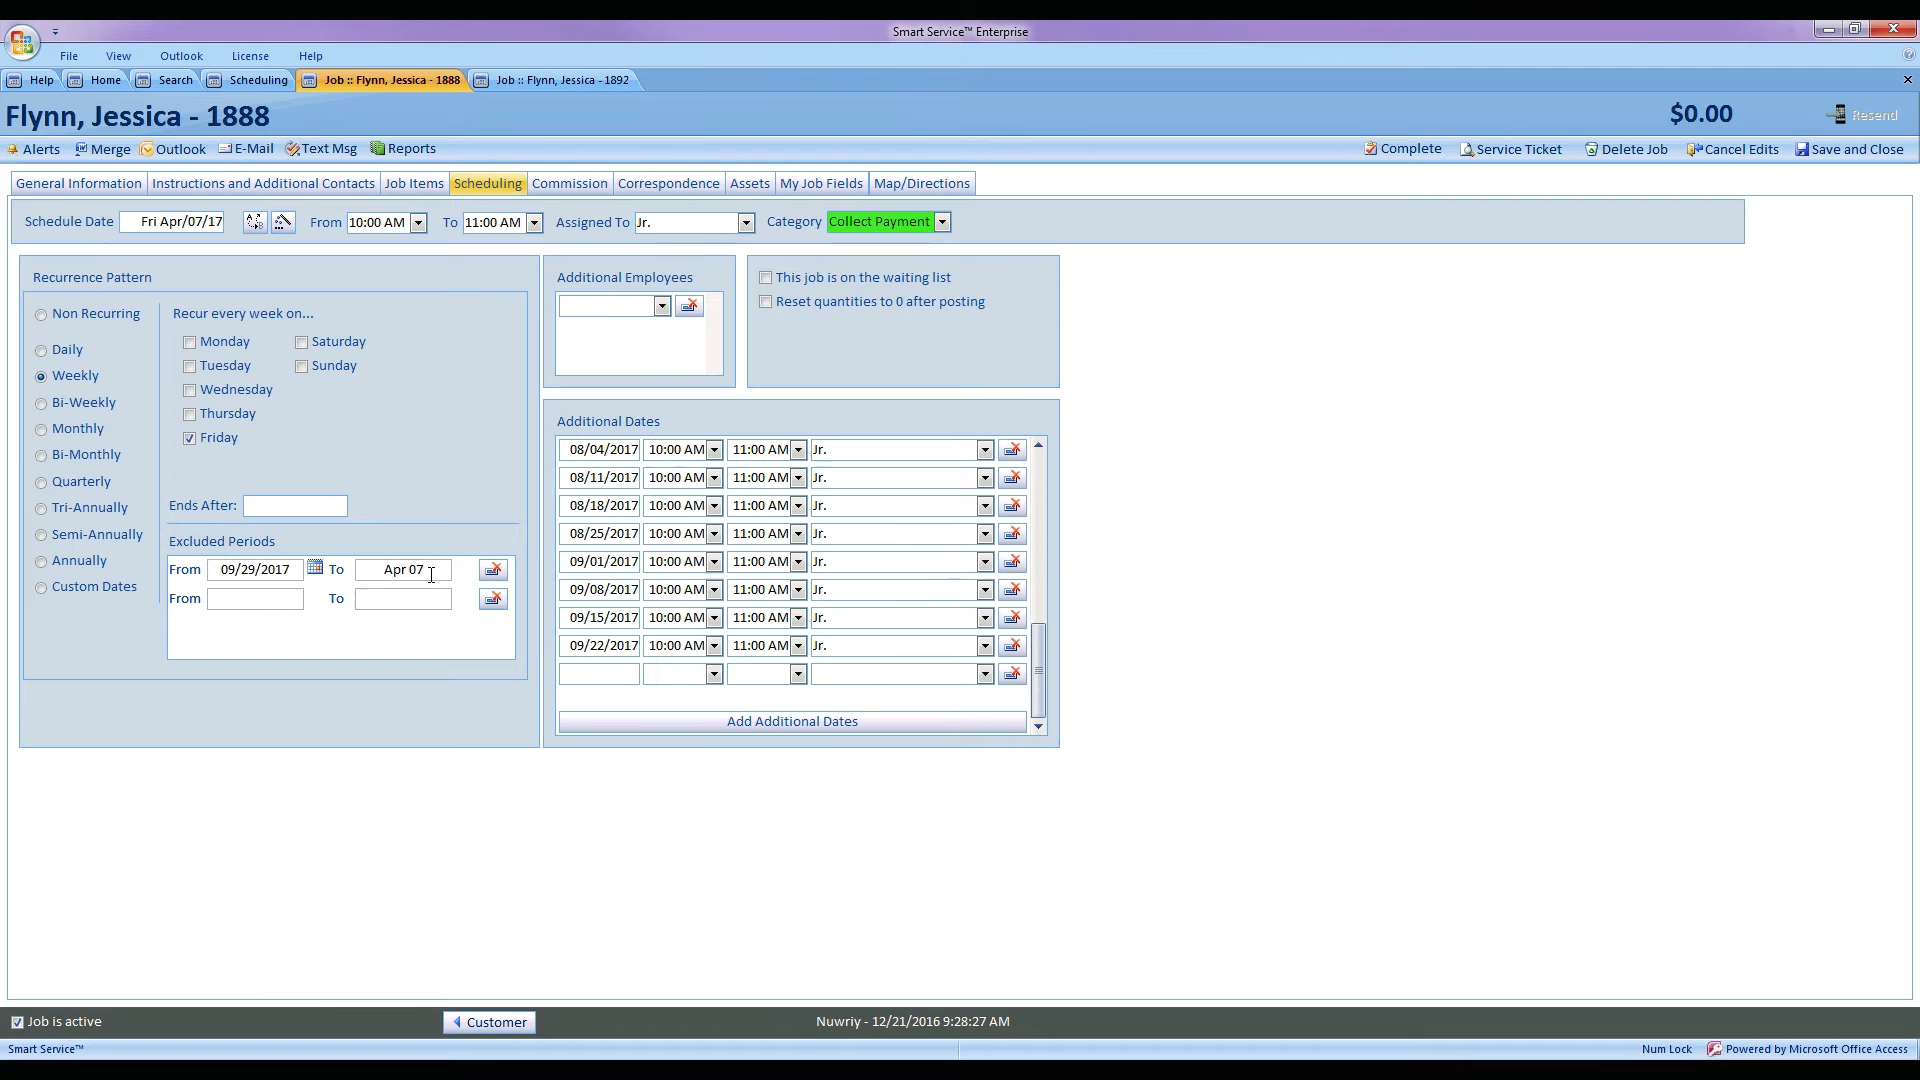 Smart Service™ Enterprise
File View Outlook License Help
Help Home Search Scheduling Job :: Flynn, Jessica - 1888 Job :: Flynn, Jessica - 1892
Flynn, Jessica - 1888 $0.00 Resend
Alerts Merge Outlook E-Mail Text Msg Reports Complete Service Ticket Delete Job Cancel Edits Save and Close
General Information Instructions and Additional Contacts Job Items Scheduling Commission Correspondence Assets My Job Fields Map/Directions
Schedule Date Fri Apr/07/17 From 10:00 AM To 11:00 AM Assigned To Jr. Category Collect Payment
Recurrence Pattern
Non Recurring
Daily
Weekly
Bi-Weekly
Monthly
Bi-Monthly
Quarterly
Tri-Annually
Semi-Annually
Annually
Custom Dates
Recur every week on...
Monday Saturday
Tuesday Sunday
Wednesday
Thursday
Friday
Ends After:
Excluded Periods
From 09/29/2017 To Apr 07
From To
Additional Employees
This job is on the waiting list
Reset quantities to 0 after posting
Additional Dates
08/04/2017 10:00 AM 11:00 AM Jr.
08/11/2017 10:00 AM 11:00 AM Jr.
08/18/2017 10:00 AM 11:00 AM Jr.
08/25/2017 10:00 AM 11:00 AM Jr.
09/01/2017 10:00 AM 11:00 AM Jr.
09/08/2017 10:00 AM 11:00 AM Jr.
09/15/2017 10:00 AM 11:00 AM Jr.
09/22/2017 10:00 AM 11:00 AM Jr.
Add Additional Dates
Job is active Customer Nuwriy - 12/21/2016 9:28:27 AM
Smart Service™ Num Lock Powered by Microsoft Office Access